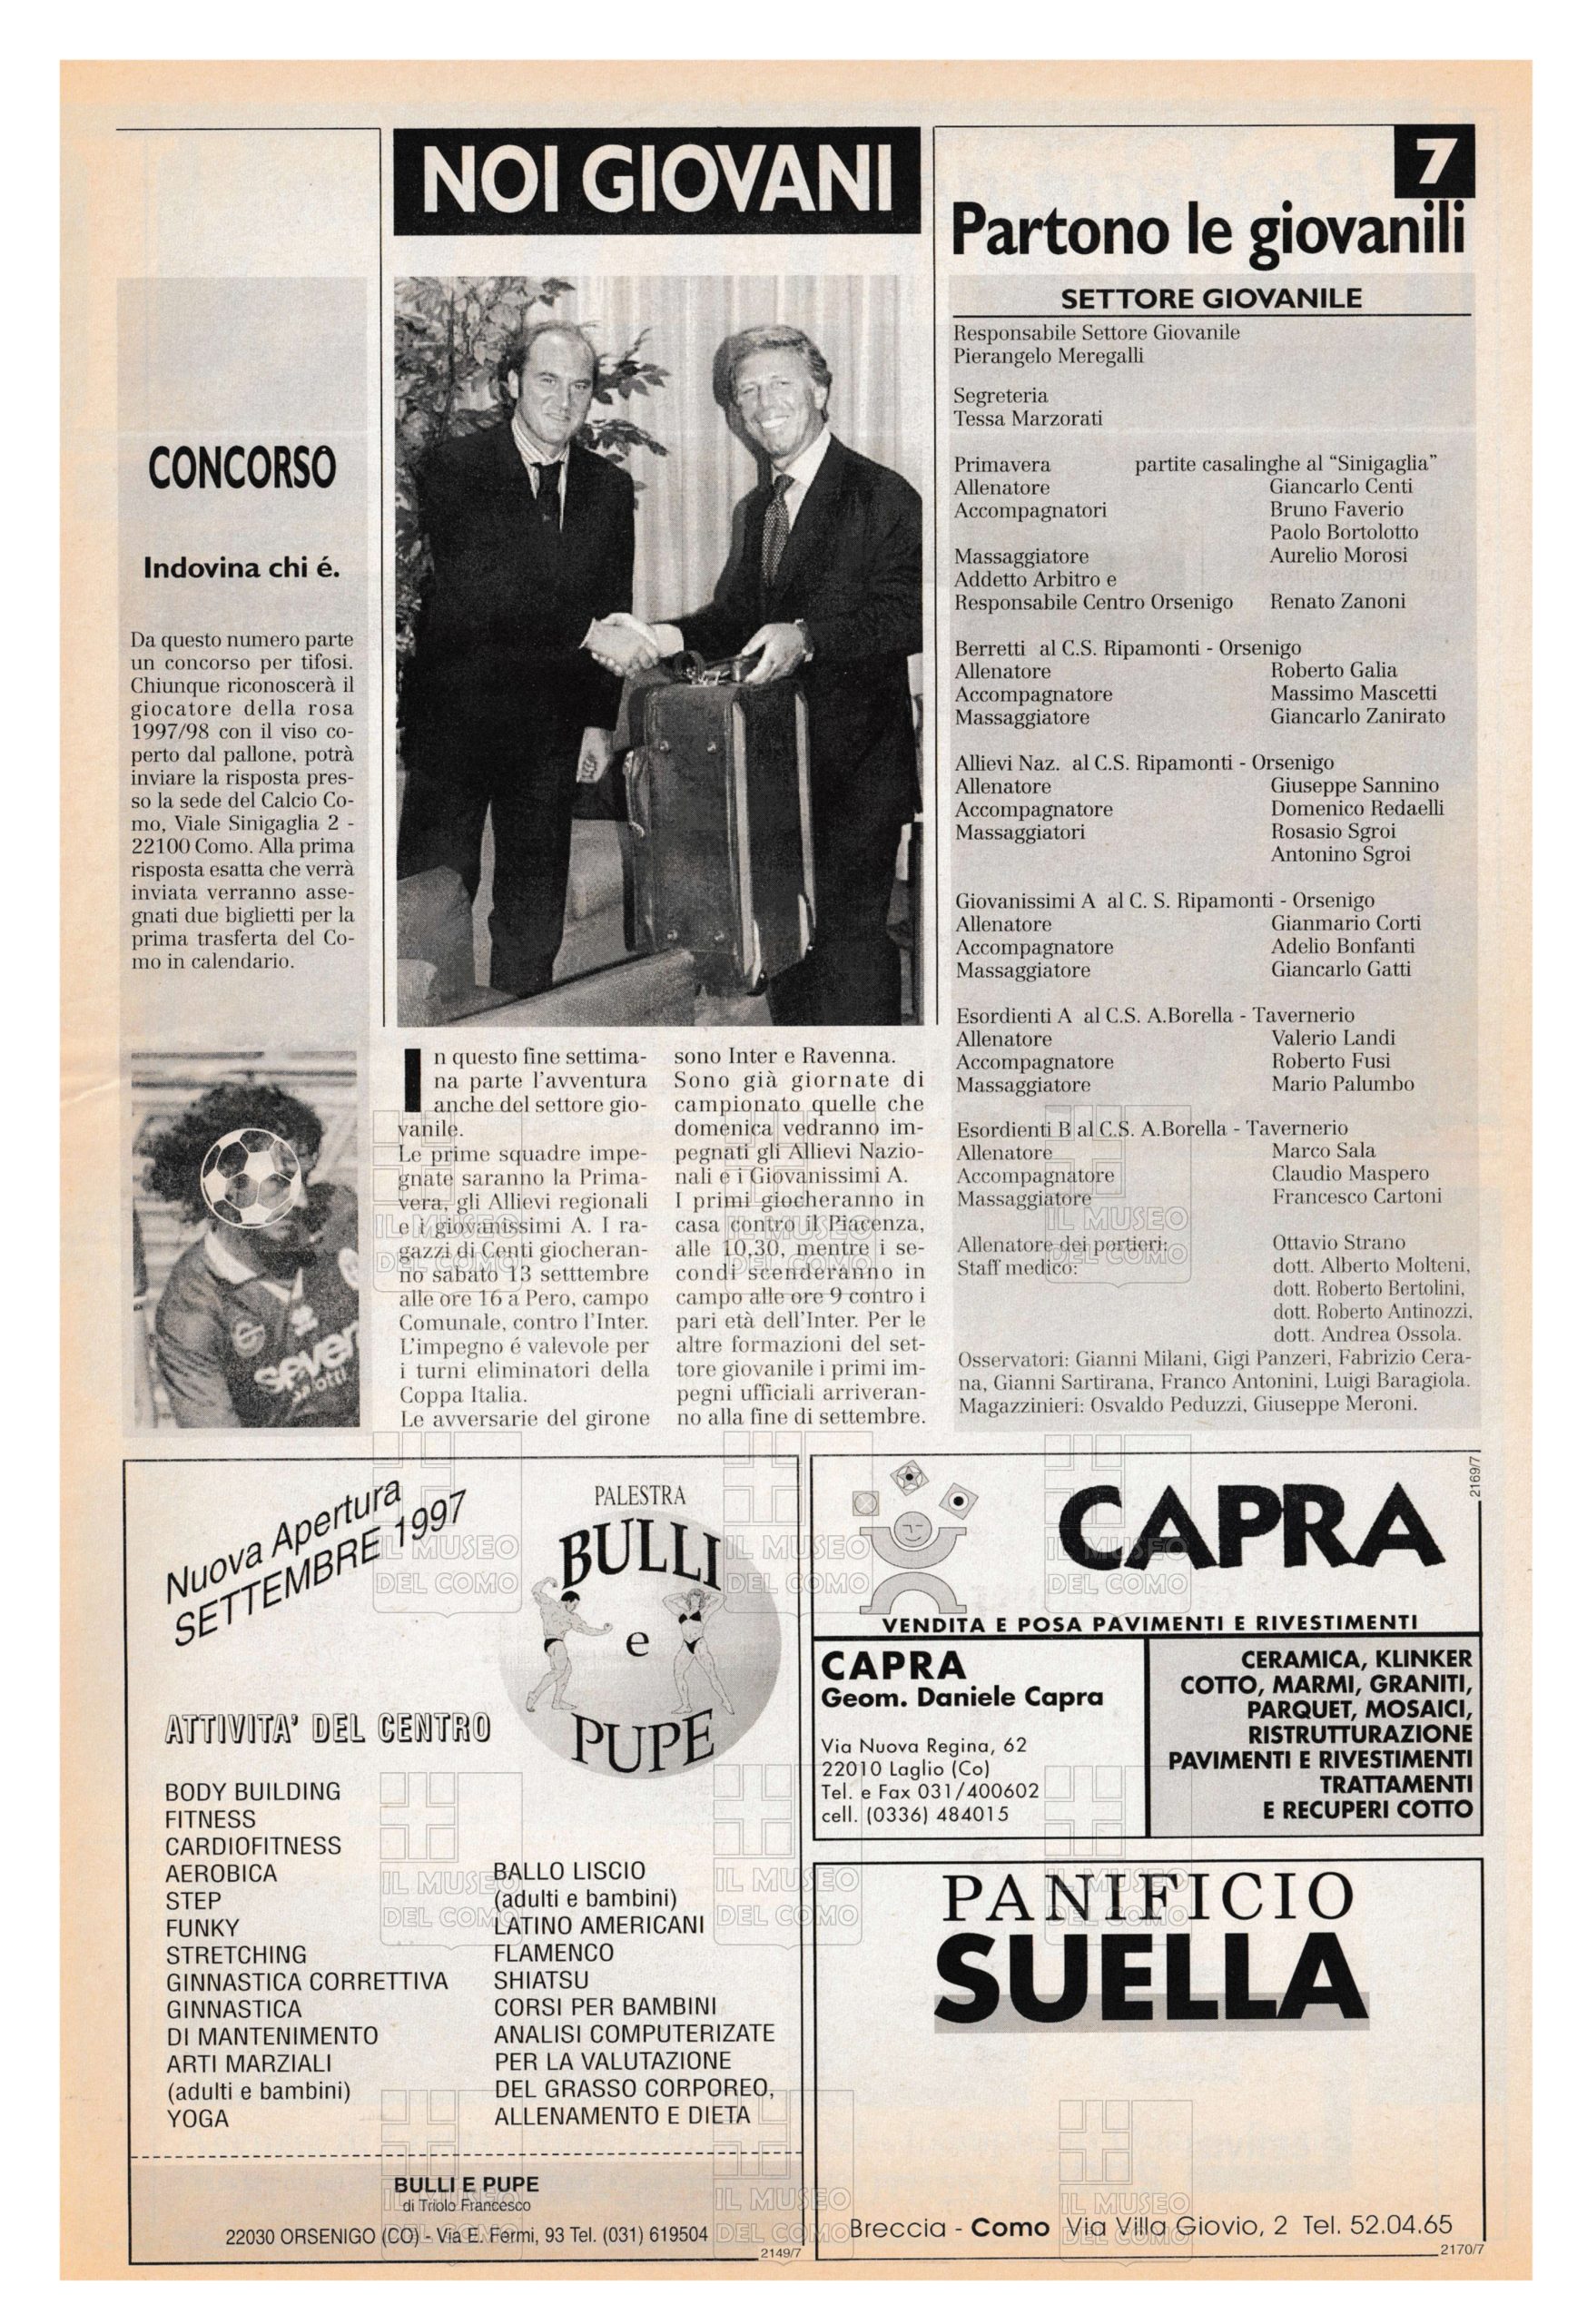 NOI GIOVANI
7
Partono le giovanili
CONCORSO
Indovina chi é.
Da questo numero parte
un concorso per tifosi.
Chiunque riconoscerà il
giocatore della rosa
1997/98 con il viso co-
perto dal pallone, potrà
inviare la risposta pres-
so la sede del Calcio Co-
mo, Viale Sinigaglia 2 -
22100 Como. Alla prima
risposta esatta che verrà
inviata verranno asse-
gnati due biglietti per la
prima trasferta del Co-
mo in calendario.
seven
In questo fine settima-
na parte l'avventura
anche del settore gio-
vanile.
Le prime squadre impe-
gnate saranno la Prima-
vera, gli Allievi regionali
e i giovanissimi A. I ra-
gazzi di Centi giocheran-
no sabato 13 setttembre
alle ore 16 a Pero, campo
Comunale, contro l'Inter.
L'impegno é valevole per
i turni eliminatori della
Coppa Italia.
Le avversarie del girone
sono Inter e Ravenna.
Sono già giornate di
campionato quelle che
domenica vedranno im-
pegnati gli Allievi Nazio-
nali e i Giovanissimi A.
I primi giocheranno in
casa contro il Piacenza,
alle 10,30, mentre i se-
condi scenderanno in
campo alle ore 9 contro i
pari età dell'Inter. Per le
altre formazioni del set-
tore giovanile i primi im-
pegni ufficiali arriveran-
no alla fine di settembre.
SETTORE GIOVANILE
Responsabile Settore Giovanile
Pierangelo Meregalli
Segreteria
Tessa Marzorati
Primavera partite casalinghe al “Sinigaglia”
Allenatore Giancarlo Centi
Accompagnatori Bruno Faverio
Paolo Bortolotto
Massaggiatore Aurelio Morosi
Addetto Arbitro e
Responsabile Centro Orsenigo Renato Zanoni
Berretti al C.S. Ripamonti - Orsenigo
Allenatore Roberto Galia
Accompagnatore Massimo Mascetti
Massaggiatore Giancarlo Zanirato
Allievi Naz. al C.S. Ripamonti - Orsenigo
Allenatore Giuseppe Sannino
Accompagnatore Domenico Redaelli
Massaggiatori Rosasio Sgroi
Antonino Sgroi
Giovanissimi A al C. S. Ripamonti - Orsenigo
Allenatore Gianmario Corti
Accompagnatore Adelio Bonfanti
Massaggiatore Giancarlo Gatti
Esordienti A al C.S. A.Borella - Tavernerio
Allenatore Valerio Landi
Accompagnatore Roberto Fusi
Massaggiatore Mario Palumbo
Esordienti B al C.S. A.Borella - Tavernerio
Allenatore Marco Sala
Accompagnatore Claudio Maspero
Massaggiatore Francesco Cartoni
Allenatore dei portieri: Ottavio Strano
Staff medico: dott. Alberto Molteni,
dott. Roberto Bertolini,
dott. Roberto Antinozzi,
dott. Andrea Ossola.
Osservatori: Gianni Milani, Gigi Panzeri, Fabrizio Cera-
na, Gianni Sartirana, Franco Antonini, Luigi Baragiola.
Magazzinieri: Osvaldo Peduzzi, Giuseppe Meroni.
Nuova Apertura
SETTEMBRE 1997
PALESTRA
BULLI
e
PUPE
ATTIVITA' DEL CENTRO
BODY BUILDING
FITNESS
CARDIOFITNESS
AEROBICA
STEP
FUNKY
STRETCHING
GINNASTICA CORRETTIVA
GINNASTICA
DI MANTENIMENTO
ARTI MARZIALI
(adulti e bambini)
YOGA
BALLO LISCIO
(adulti e bambini)
LATINO AMERICANI
FLAMENCO
SHIATSU
CORSI PER BAMBINI
ANALISI COMPUTERIZATE
PER LA VALUTAZIONE
DEL GRASSO CORPOREO,
ALLENAMENTO E DIETA
BULLI E PUPE
di Triolo Francesco
22030 ORSENIGO (CO) - Via E. Fermi, 93 Tel. (031) 619504
2149/7
CAPRA
2169/7
VENDITA E POSA PAVIMENTI E RIVESTIMENTI
CAPRA
Geom. Daniele Capra
Via Nuova Regina, 62
22010 Laglio (Co)
Tel. e Fax 031/400602
cell. (0336) 484015
CERAMICA, KLINKER
COTTO, MARMI, GRANITI,
PARQUET, MOSAICI,
RISTRUTTURAZIONE
PAVIMENTI E RIVESTIMENTI
TRATTAMENTI
E RECUPERI COTTO
PANIFICIO
SUELLA
Breccia - Como Via Villa Giovio, 2 Tel. 52.04.65
2170/7
IL MUSEO
DEL COMO